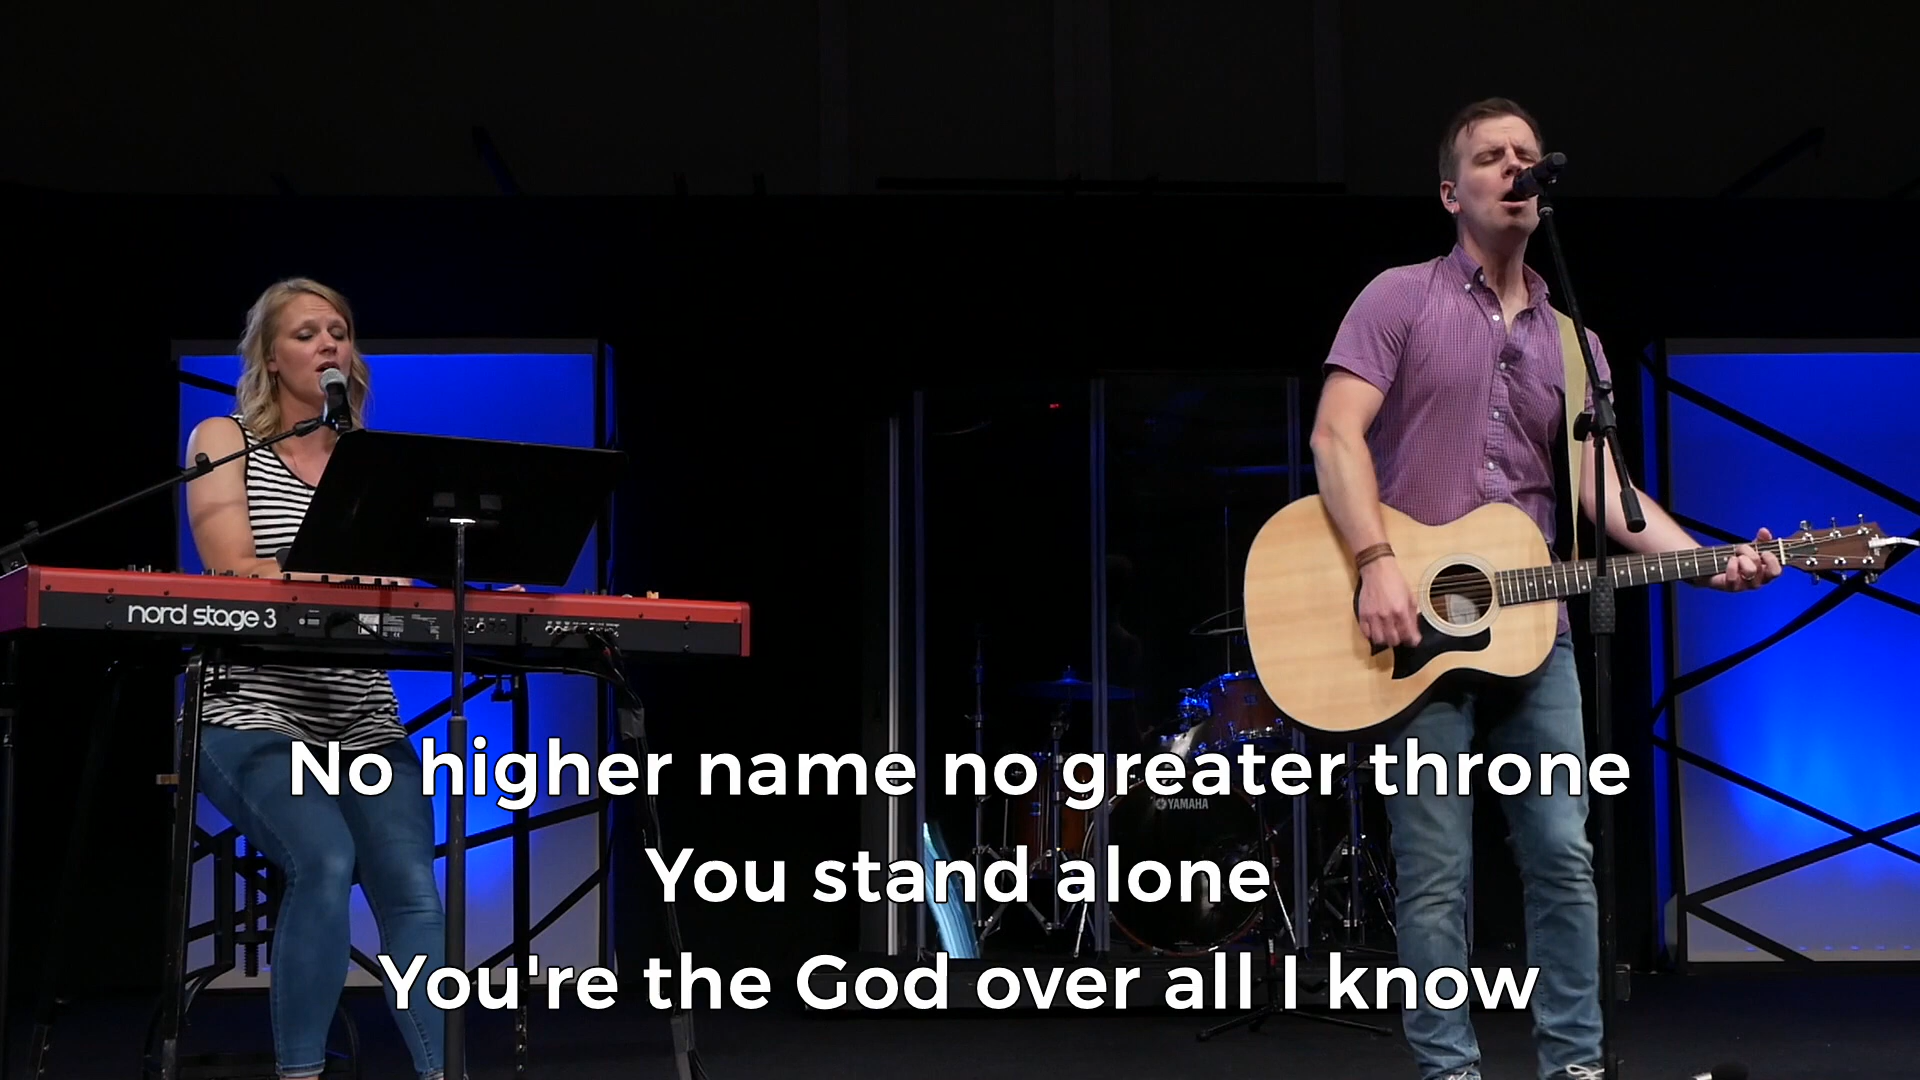 nord stage 3
No higher name no greater throne
YAMAHA
You stand alone
You're the God over all I know